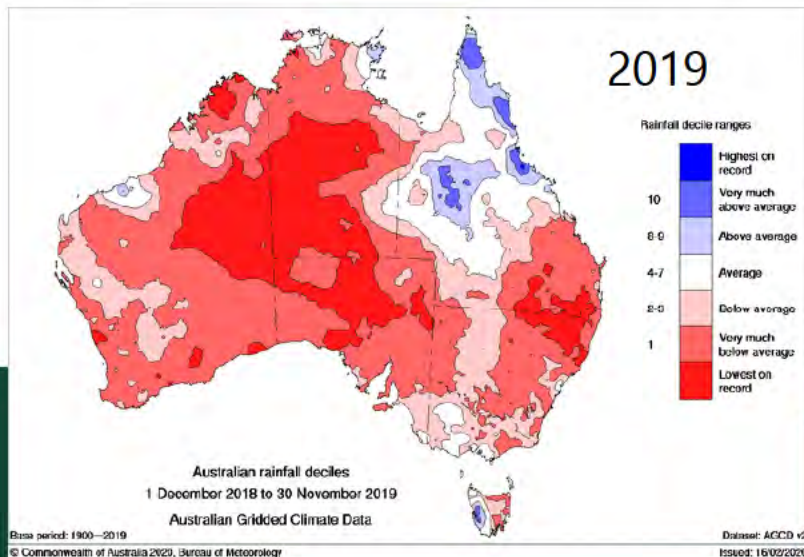 2019
Rainfall decile ranges
Highest on
record
10
Very much
above average
8-9
Above average
4-7
Average
2-3
Below average
1
Very much
below average
Lowest on
record
Australian rainfall deciles
1 December 2018 to 30 November 2019
Australian Gridded Climate Data
Base period: 1900—2019
Dataset: AGCD v2
© Commonwealth of Australia 2020, Bureau of Meteorology
Issued: 16/02/2020